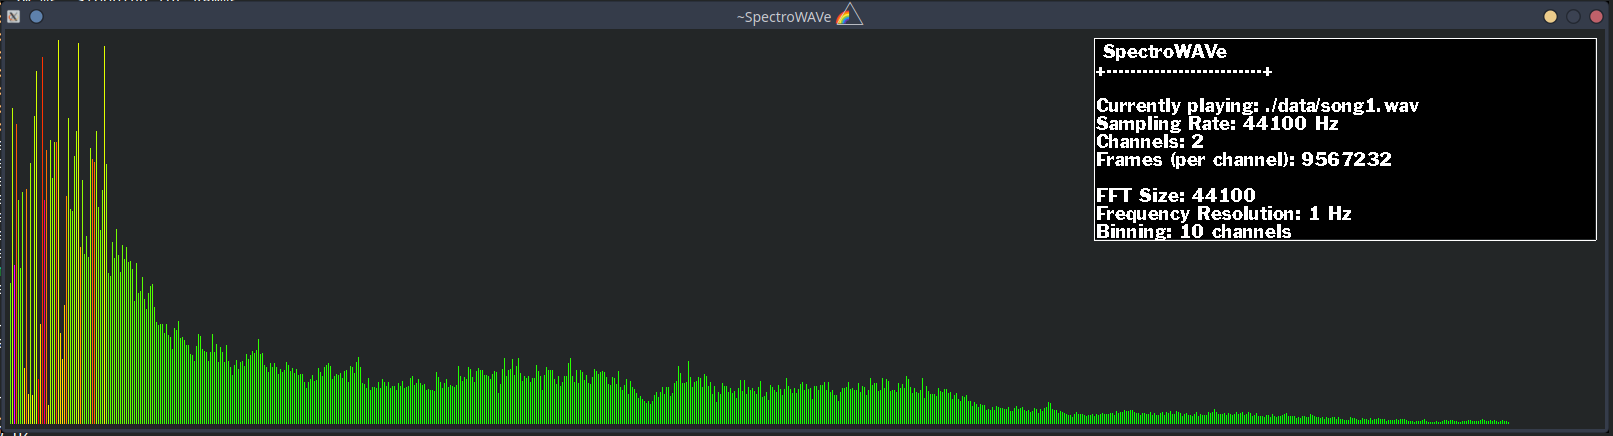 ~SpectroWAVe
SpectroWAVe
+---------------------------+
Currently playing: ./data/song1.wav
Sampling Rate: 44100 Hz
Channels: 2
Frames (per channel): 9567232
FFT Size: 44100
Frequency Resolution: 1 Hz
Binning: 10 channels